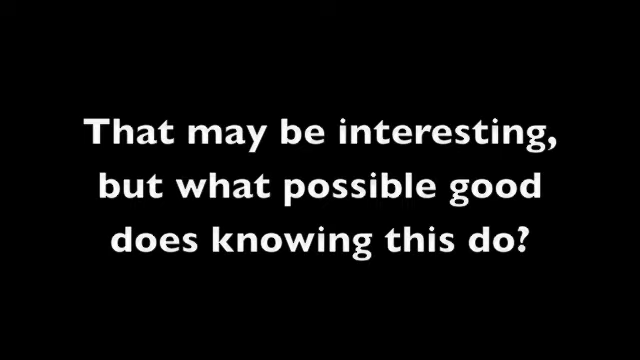 That may be interesting,
but what possible good
does knowing this do?